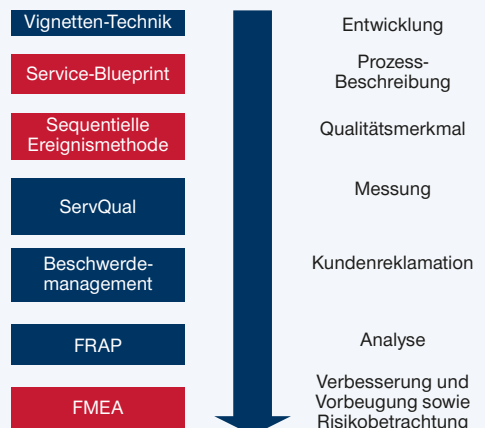 Vignetten-Technik
Entwicklung
Service-Blueprint
Prozess-
Beschreibung
Sequentielle
Ereignismethode
Qualitätsmerkmal
ServQual
Messung
Beschwerde-
management
Kundenreklamation
FRAP
Analyse
FMEA
Verbesserung und
Vorbeugung sowie
Risikobetrachtung